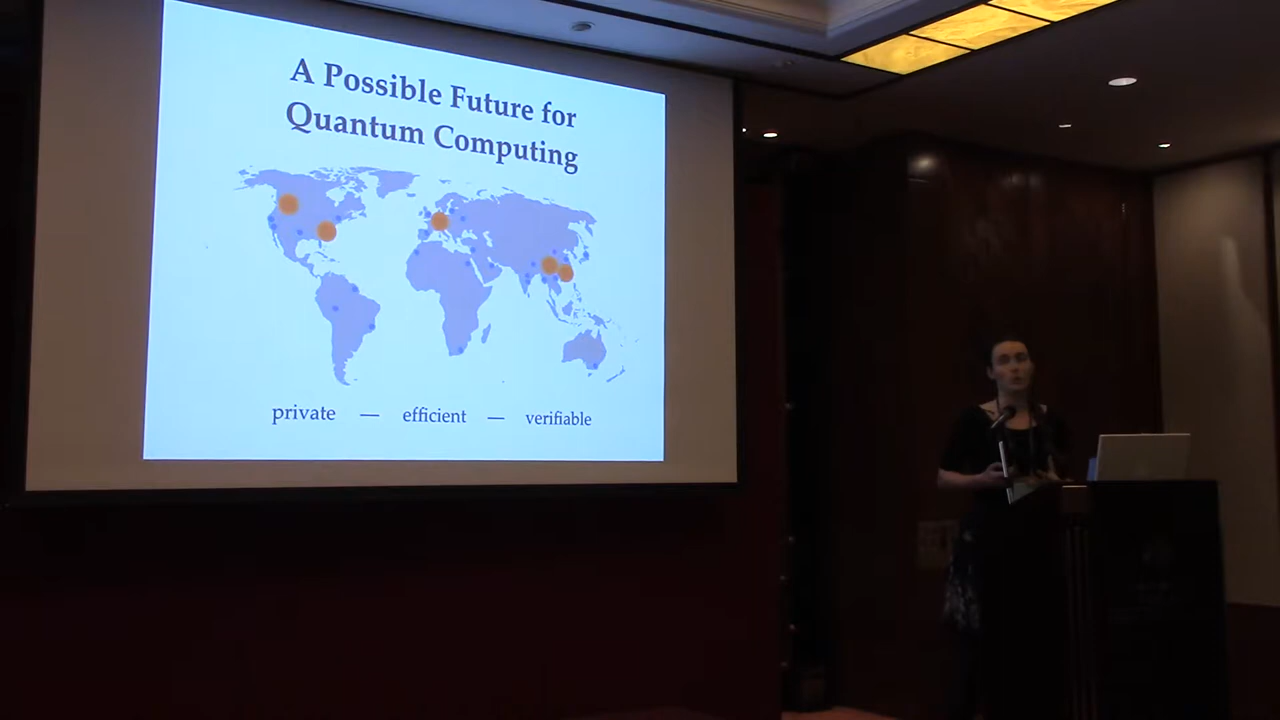 A Possible Future for
Quantum Computing
private — efficient — verifiable